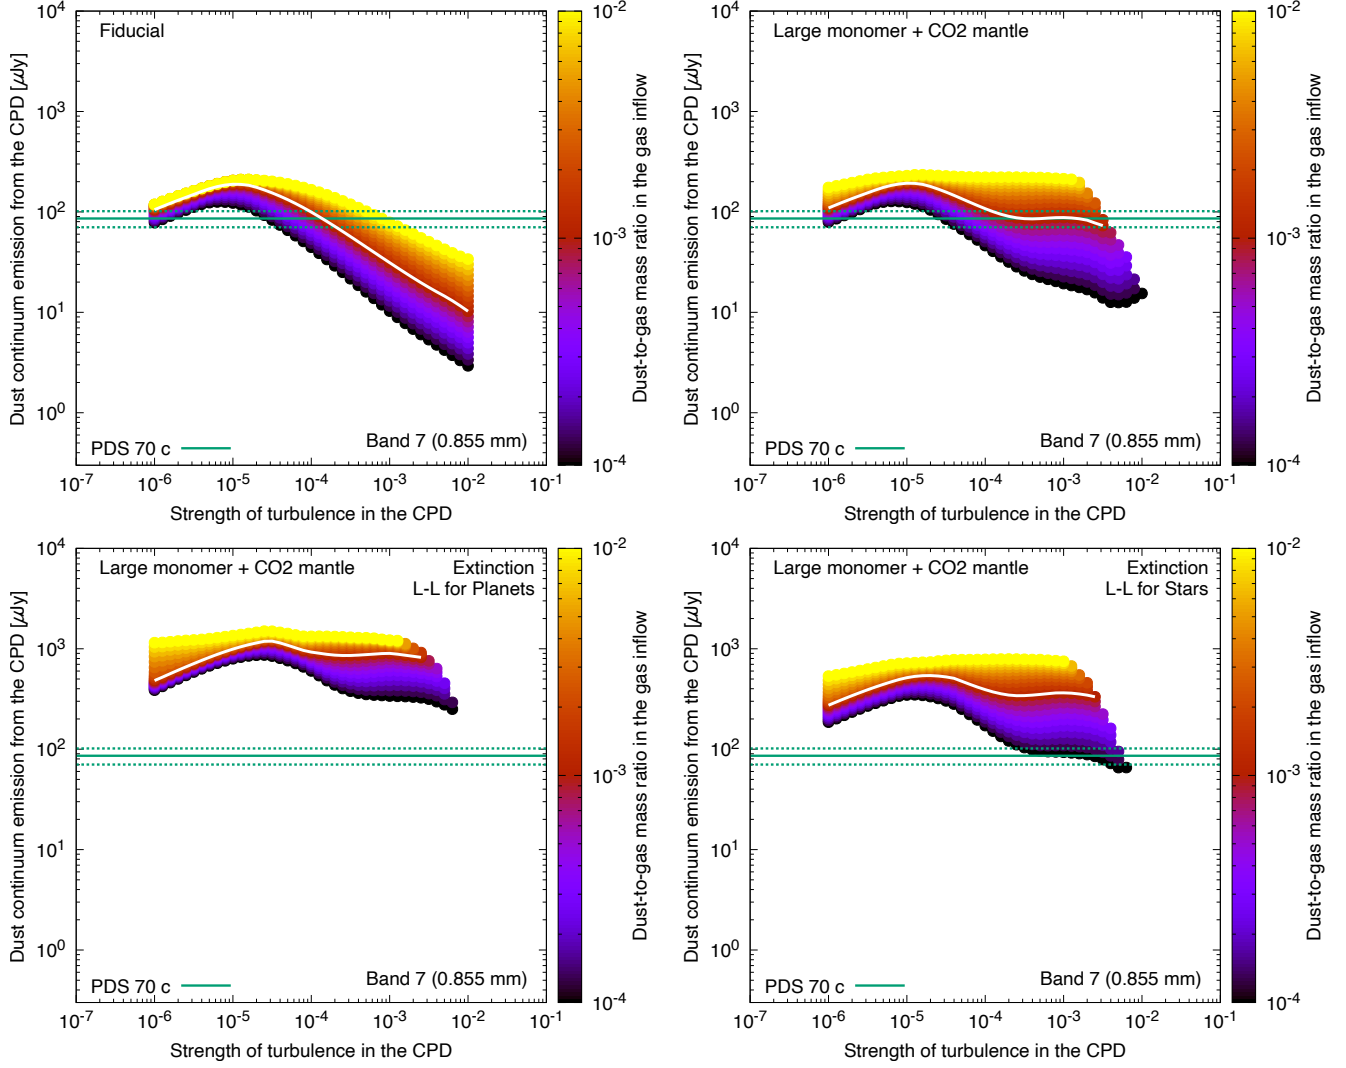 Fiducial
Dust continuum emission from the CPD [μJy]
10^4
10^3
10^2
10^1
10^0
PDS 70 c
Band 7 (0.855 mm)
10^-7 10^-6 10^-5 10^-4 10^-3 10^-2 10^-1
Strength of turbulence in the CPD
10^-2
10^-3
10^-4
Dust-to-gas mass ratio in the gas inflow
Large monomer + CO2 mantle
Dust continuum emission from the CPD [μJy]
10^4
10^3
10^2
10^1
10^0
PDS 70 c
Band 7 (0.855 mm)
10^-7 10^-6 10^-5 10^-4 10^-3 10^-2 10^-1
Strength of turbulence in the CPD
10^-2
10^-3
10^-4
Dust-to-gas mass ratio in the gas inflow
Large monomer + CO2 mantle
Extinction
L-L for Planets
Dust continuum emission from the CPD [μJy]
10^4
10^3
10^2
10^1
10^0
PDS 70 c
Band 7 (0.855 mm)
10^-7 10^-6 10^-5 10^-4 10^-3 10^-2 10^-1
Strength of turbulence in the CPD
10^-2
10^-3
10^-4
Dust-to-gas mass ratio in the gas inflow
Large monomer + CO2 mantle
Extinction
L-L for Stars
Dust continuum emission from the CPD [μJy]
10^4
10^3
10^2
10^1
10^0
PDS 70 c
Band 7 (0.855 mm)
10^-7 10^-6 10^-5 10^-4 10^-3 10^-2 10^-1
Strength of turbulence in the CPD
10^-2
10^-3
10^-4
Dust-to-gas mass ratio in the gas inflow